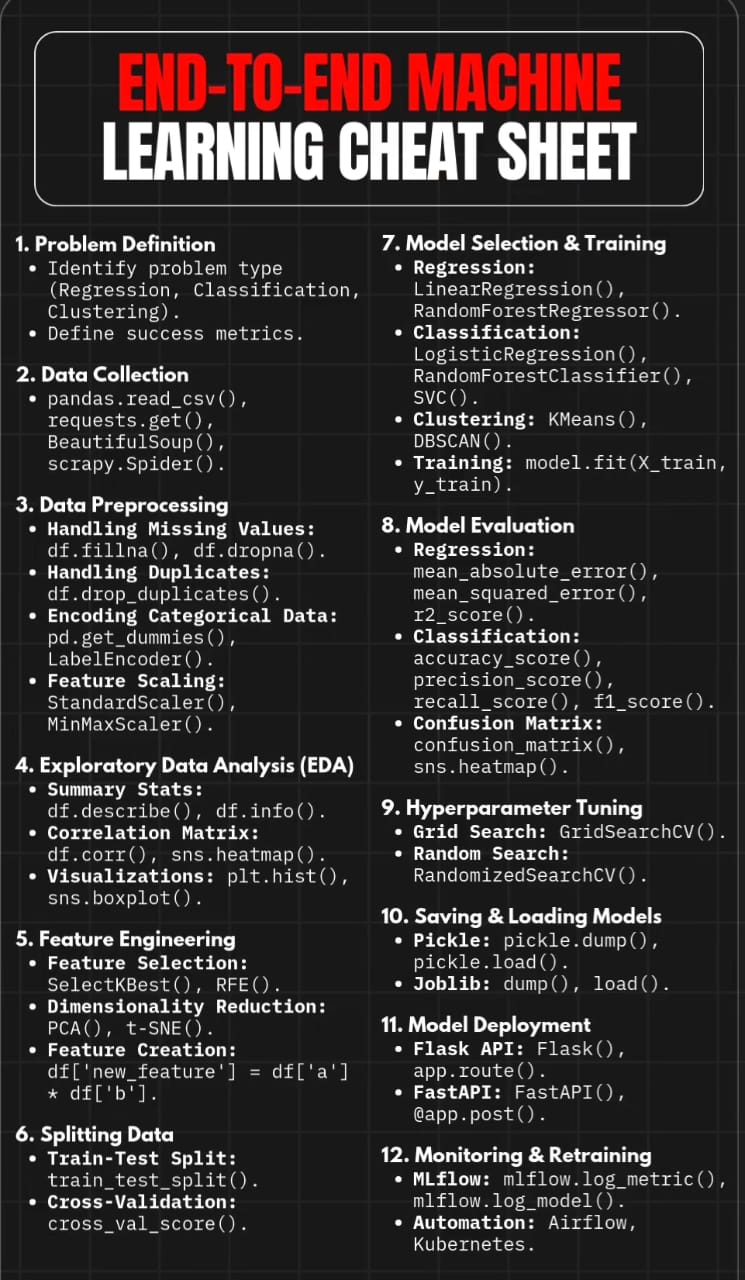 END-TO-END MACHINE
LEARNING CHEAT SHEET
1. Problem Definition
• Identify problem type
(Regression, Classification,
Clustering).
• Define success metrics.
2. Data Collection
• pandas.read_csv(),
requests.get(),
BeautifulSoup(),
scrapy.Spider().
3. Data Preprocessing
• Handling Missing Values:
df.fillna(), df.dropna().
• Handling Duplicates:
df.drop_duplicates().
• Encoding Categorical Data:
pd.get_dummies(),
LabelEncoder().
• Feature Scaling:
StandardScaler(),
MinMaxScaler().
4. Exploratory Data Analysis (EDA)
• Summary Stats:
df.describe(), df.info().
• Correlation Matrix:
df.corr(), sns.heatmap().
• Visualizations: plt.hist(),
sns.boxplot().
5. Feature Engineering
• Feature Selection:
SelectKBest(), RFE().
• Dimensionality Reduction:
PCA(), t-SNE().
• Feature Creation:
df['new_feature'] = df['a']
* df['b'].
6. Splitting Data
• Train-Test Split:
train_test_split().
• Cross-Validation:
cross_val_score().
7. Model Selection & Training
• Regression:
LinearRegression(),
RandomForestRegressor().
• Classification:
LogisticRegression(),
RandomForestClassifier(),
SVC().
• Clustering: KMeans(),
DBSCAN().
• Training: model.fit(X_train,
y_train).
8. Model Evaluation
• Regression:
mean_absolute_error(),
mean_squared_error(),
r2_score().
• Classification:
accuracy_score(),
precision_score(),
recall_score(), f1_score().
• Confusion Matrix:
confusion_matrix(),
sns.heatmap().
9. Hyperparameter Tuning
• Grid Search: GridSearchCV().
• Random Search:
RandomizedSearchCV().
10. Saving & Loading Models
• Pickle: pickle.dump(),
pickle.load().
• Joblib: dump(), load().
11. Model Deployment
• Flask API: Flask(),
app.route().
• FastAPI: FastAPI(),
@app.post().
12. Monitoring & Retraining
• MLflow: mlflow.log_metric(),
mlflow.log_model().
• Automation: Airflow,
Kubernetes.